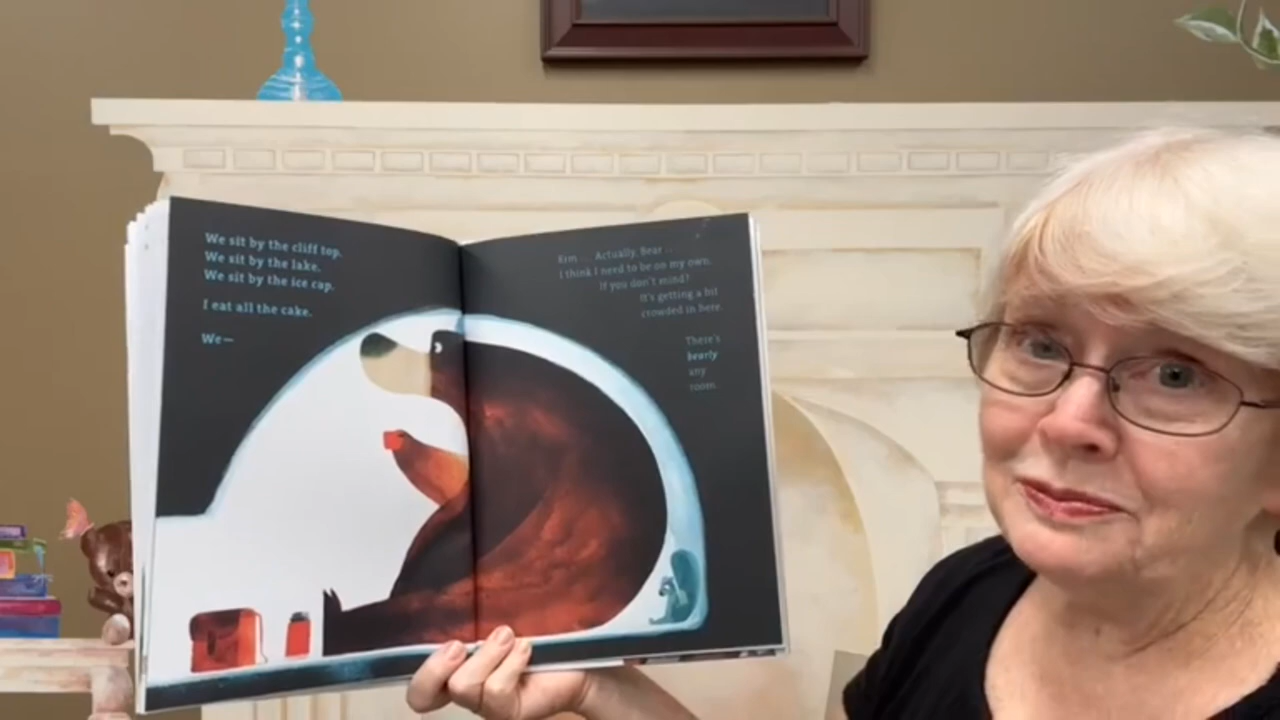 We sit by the cliff top.
We sit by the lake.
We sit by the ice cap.
I eat all the cake.
We—
Erm ... Actually, Bear ...
I think I need to be on my own.
If you don't mind?
It's getting a bit
crowded in here.
There's
bearly
any
room.